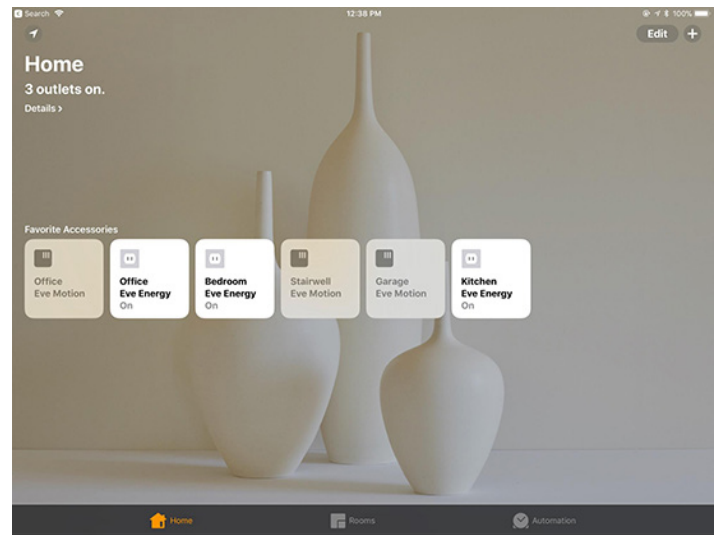 Search
12:38 PM
100%
Edit
Home
3 outlets on.
Details >
Favorite Accessories
Office
Eve Motion
Office
Eve Energy
On
Bedroom
Eve Energy
On
Stairwell
Eve Motion
Garage
Eve Motion
Kitchen
Eve Energy
On
Home
Rooms
Automation